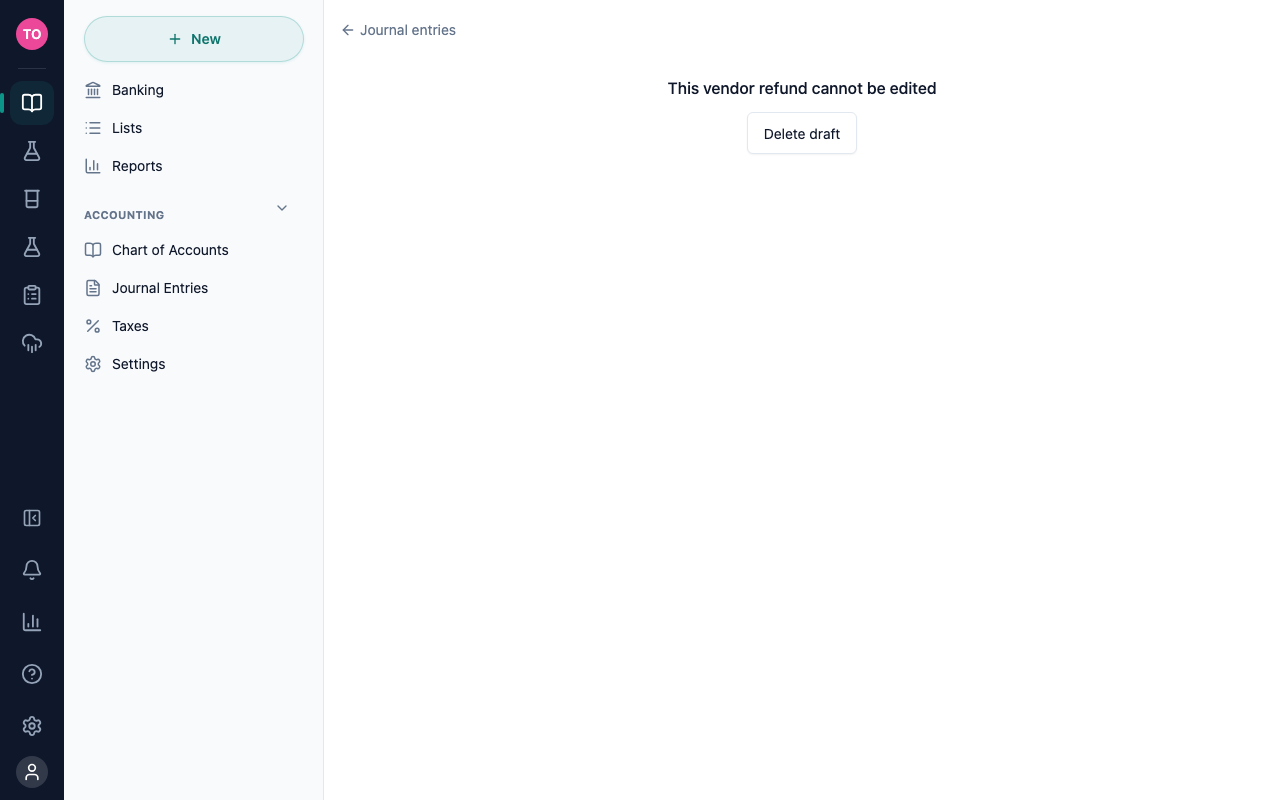 TO
New
Banking
Lists
Reports
ACCOUNTING
Chart of Accounts
Journal Entries
Taxes
Settings
Journal entries
This vendor refund cannot be edited
Delete draft